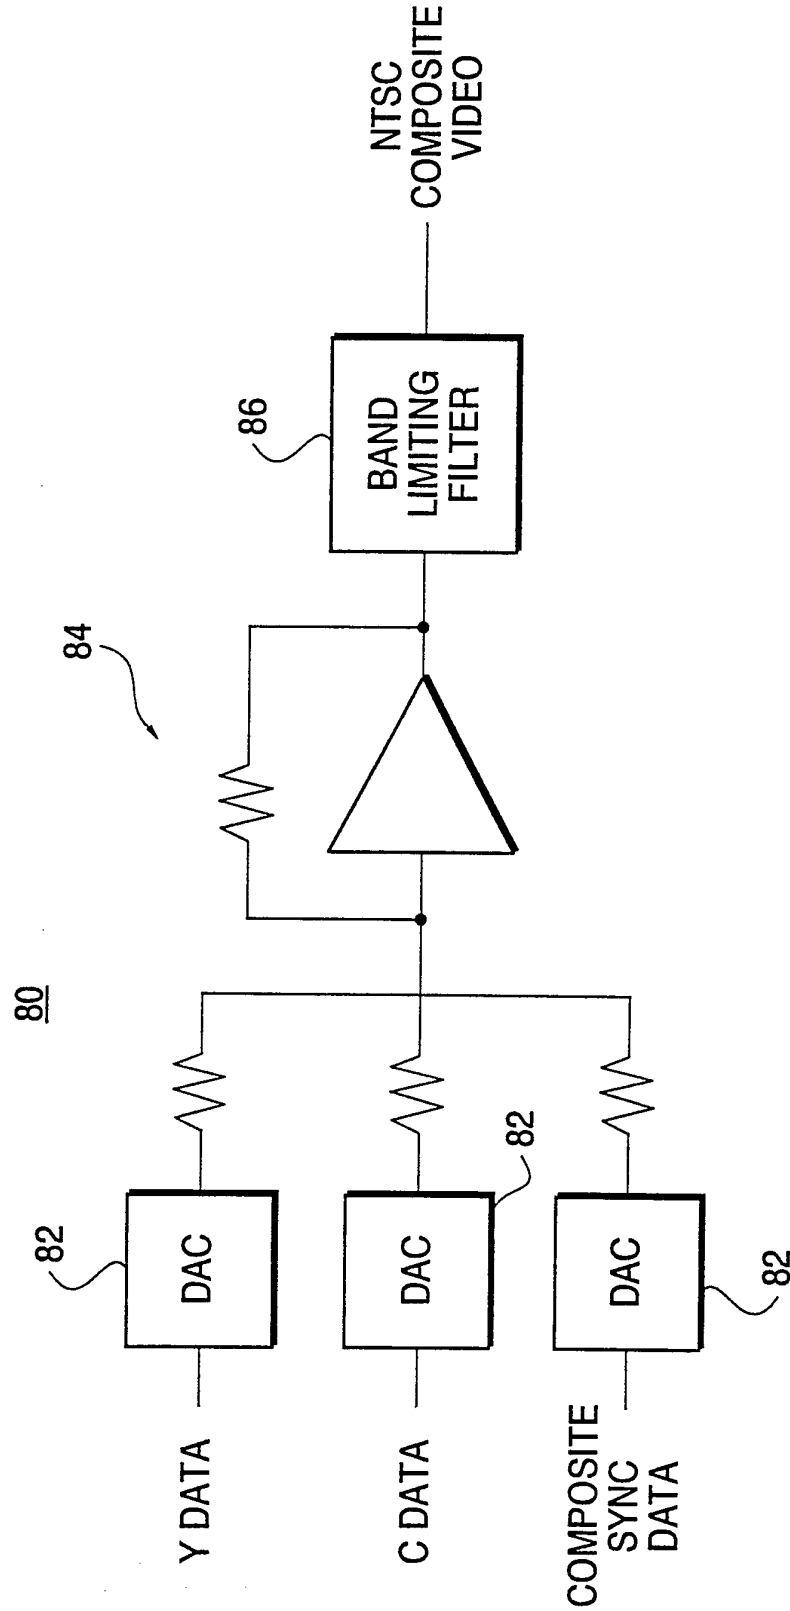 80
84
82
82
82
86
Y DATA
C DATA
COMPOSITE
SYNC
DATA
DAC
DAC
DAC
BAND
LIMITING
FILTER
NTSC
COMPOSITE
VIDEO